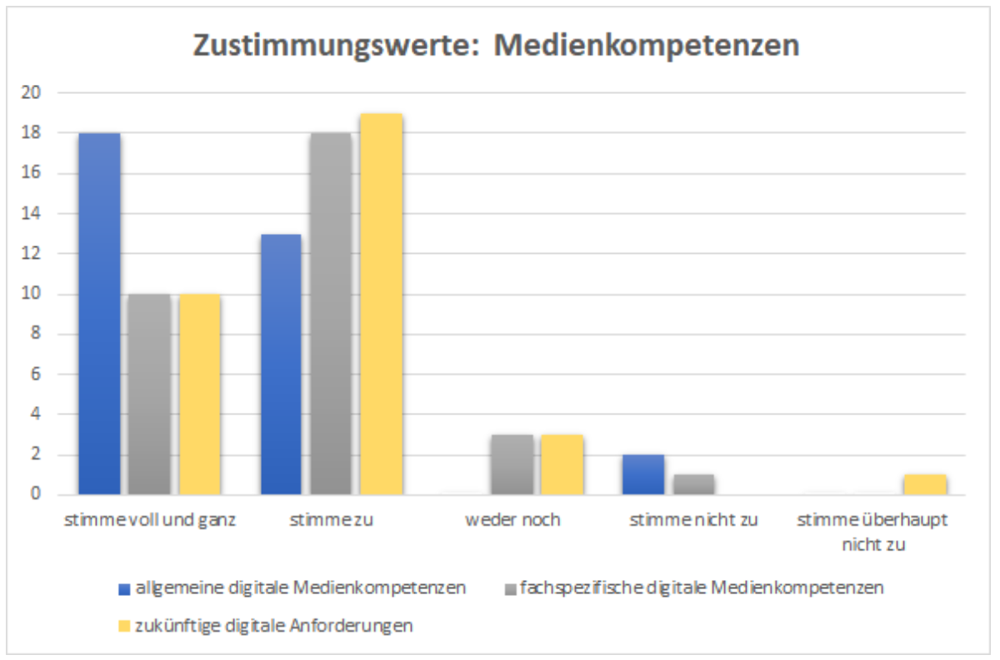 Zustimmungswerte: Medienkompetenzen
20
18
16
14
12
10
8
6
4
2
0
stimme voll und ganz
stimme zu
weder noch
stimme nicht zu
stimme überhaupt
nicht zu
allgemeine digitale Medienkompetenzen
fachspezifische digitale Medienkompetenzen
zukünftige digitale Anforderungen